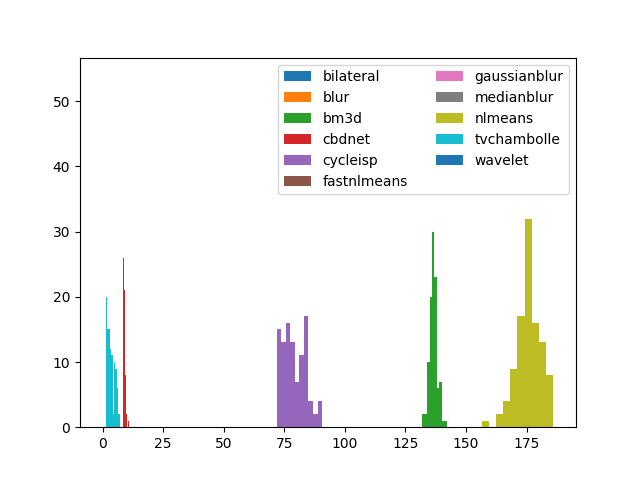 50
40
30
20
10
0
bilateral
blur
bm3d
cbdnet
cycleisp
fastnlmeans
gaussianblur
medianblur
nlmeans
tvchambolle
wavelet
0 25 50 75 100 125 150 175